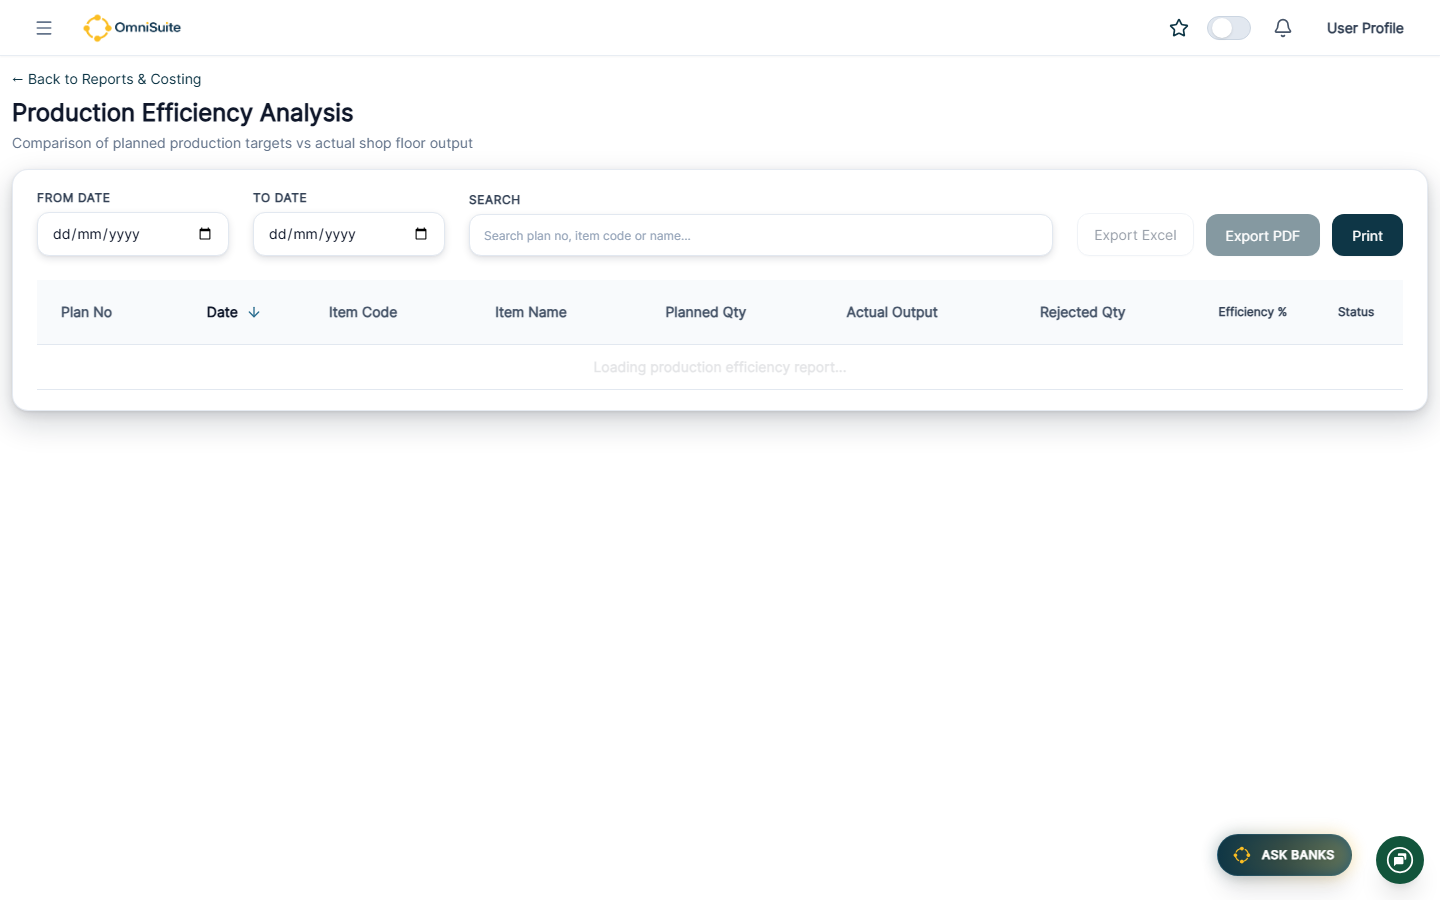 OmniSuite
User Profile
← Back to Reports & Costing
Production Efficiency Analysis
Comparison of planned production targets vs actual shop floor output
FROM DATE
TO DATE
SEARCH
dd/mm/yyyy
dd/mm/yyyy
Search plan no, item code or name...
Export Excel
Export PDF
Print
Plan No
Date ↓
Item Code
Item Name
Planned Qty
Actual Output
Rejected Qty
Efficiency %
Status
Loading production efficiency report...
ASK BANKS